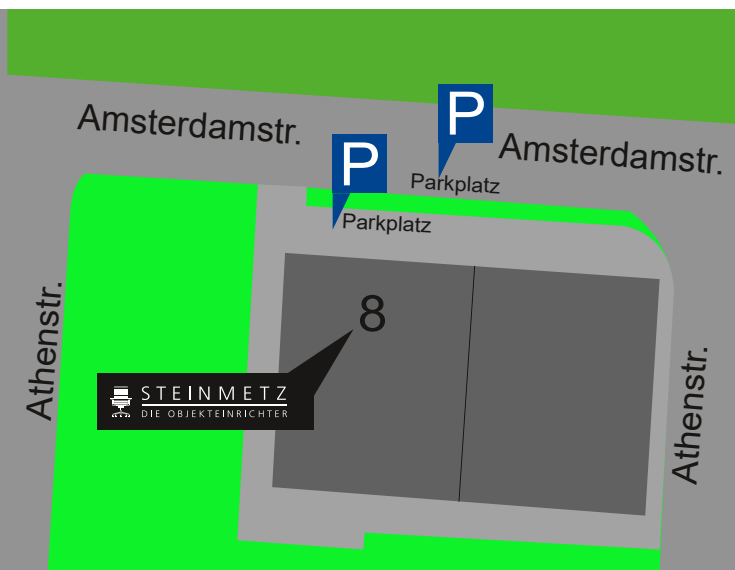 P
Amsterdamstr.
P
Amsterdamstr.
Parkplatz
Parkplatz
8
Athenstr.
STEINMETZ
DIE OBJEKTEINRICHTER
Athenstr.